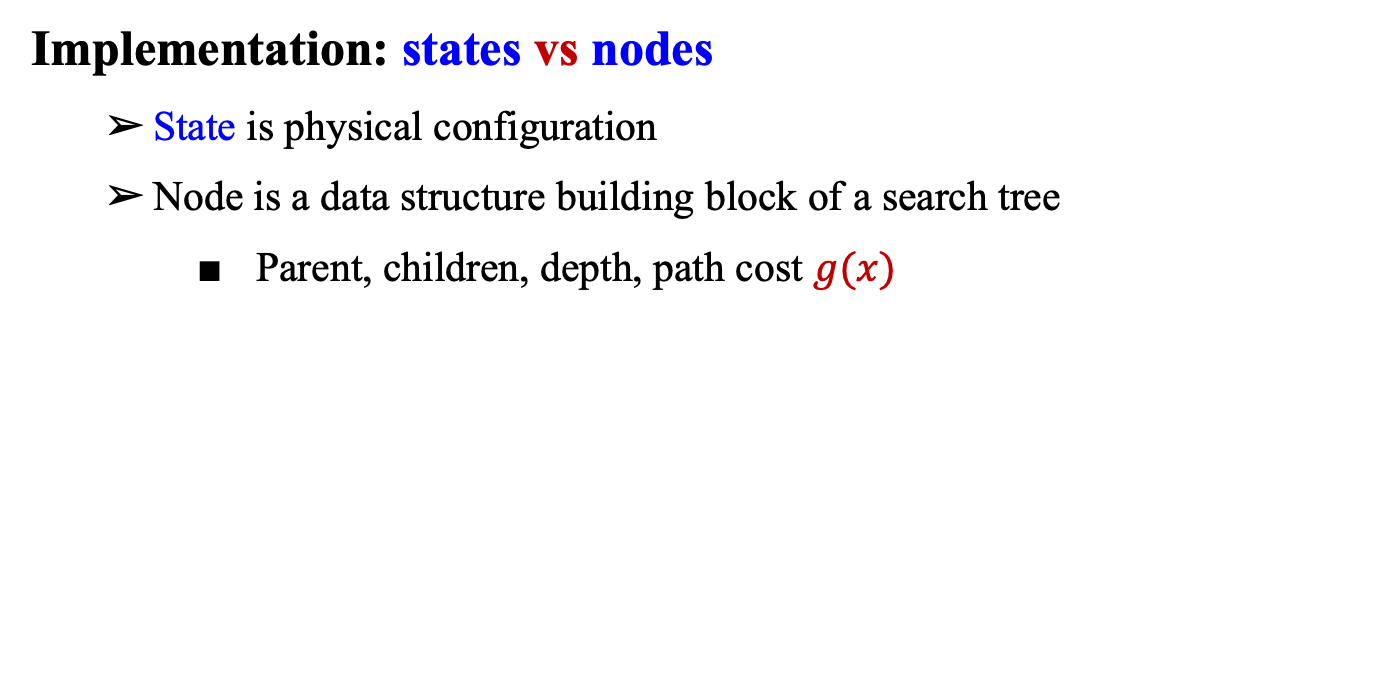 Implementation: states vs nodes
➢ State is physical configuration
➢ Node is a data structure building block of a search tree
▪ Parent, children, depth, path cost g(x)